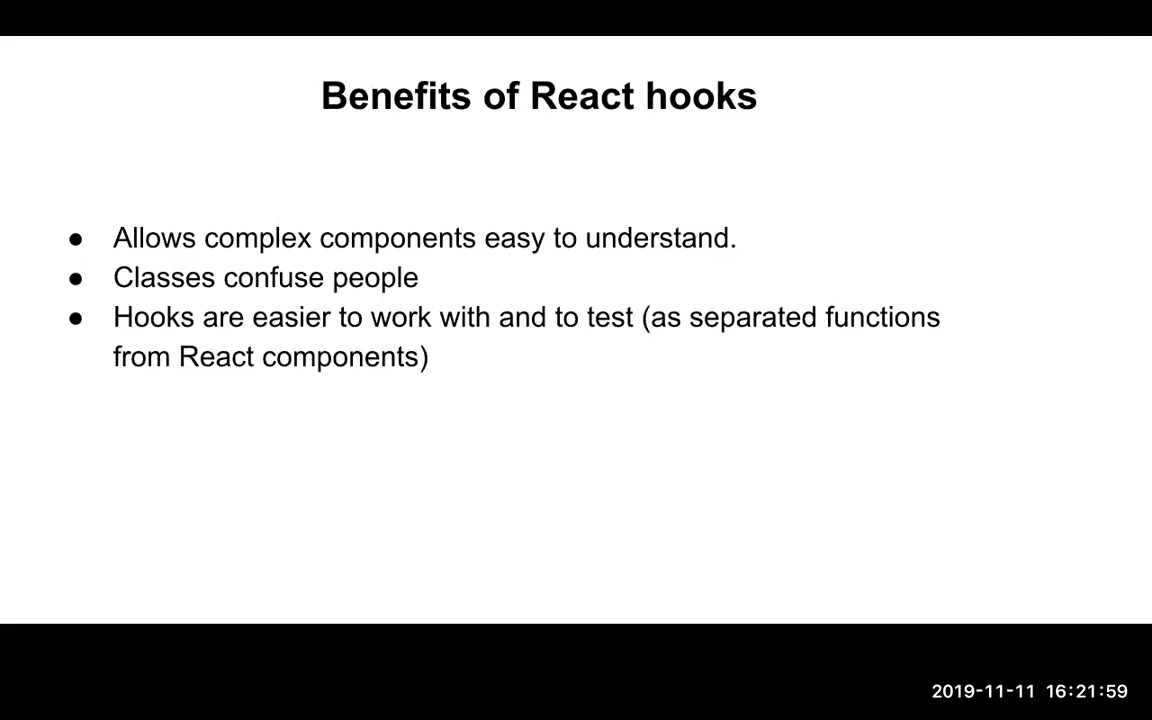 Benefits of React hooks
● Allows complex components easy to understand.
● Classes confuse people
● Hooks are easier to work with and to test (as separated functions
from React components)
2019-11-11 16:21:59